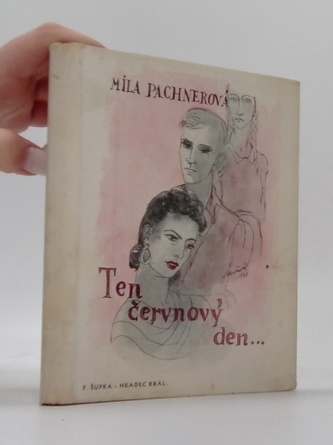 MÍLA PACHNEROVÁ
Ten
červnový
den...
F. ŠUPKA - HRADEC KRÁL.